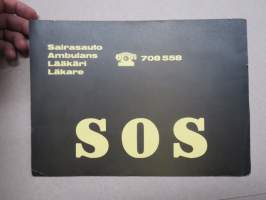 Sairasauto
Ambulans ☎ 708 558
Lääkäri
Läkare
SOS